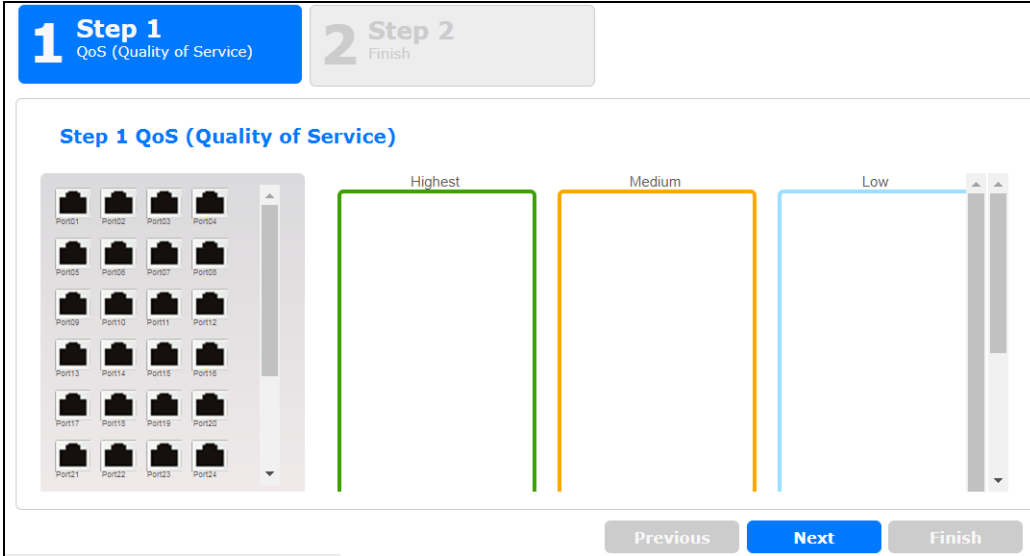 1 Step 1
QoS (Quality of Service)
2 Step 2
Finish
Step 1 QoS (Quality of Service)
Highest Medium Low
Port01 Port02 Port03 Port04
Port05 Port06 Port07 Port08
Port09 Port10 Port11 Port12
Port13 Port14 Port15 Port16
Port17 Port18 Port19 Port20
Port21 Port22 Port23 Port24
Previous Next Finish